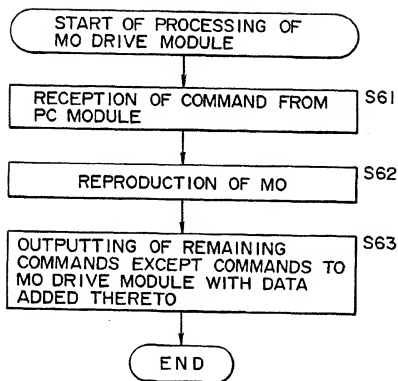 START OF PROCESSING OF
MO DRIVE MODULE
S61
RECEPTION OF COMMAND FROM
PC MODULE
S62
REPRODUCTION OF MO
S63
OUTPUTTING OF REMAINING
COMMANDS EXCEPT COMMANDS TO
MO DRIVE MODULE WITH DATA
ADDED THERETO
END